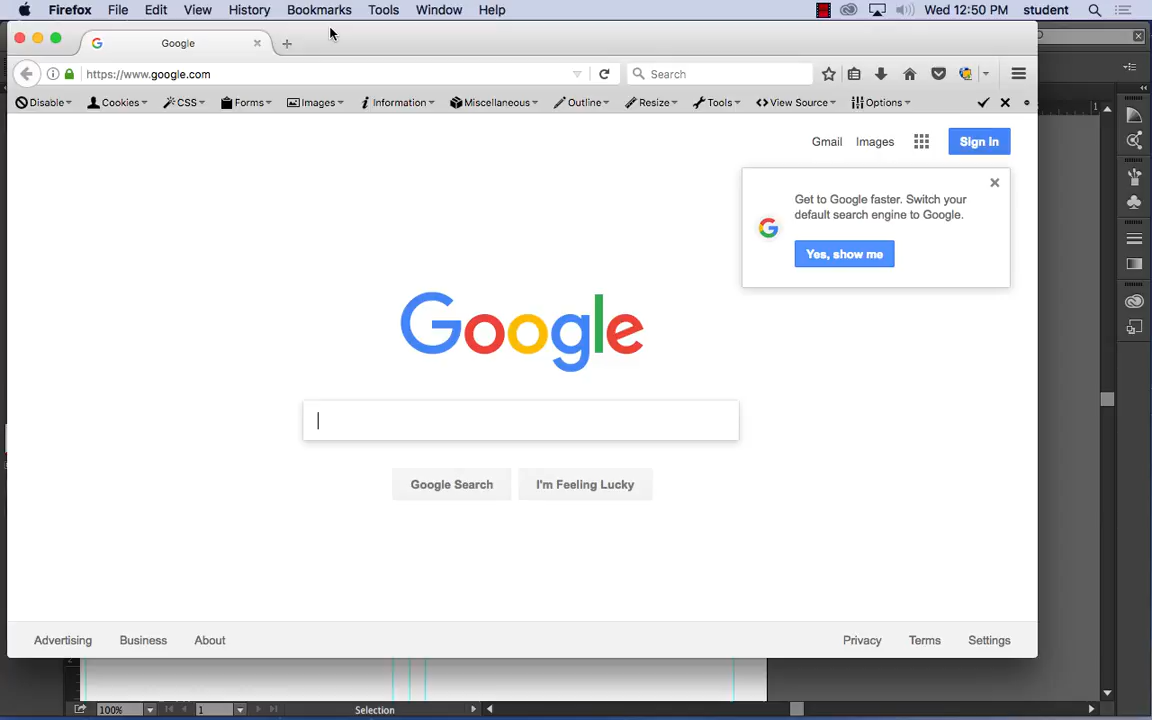 Firefox File Edit View History Bookmarks Tools Window Help Wed 12:50 PM student
Google
https://www.google.com Search
Disable Cookies CSS Forms Images Information Miscellaneous Outline Resize Tools View Source Options
1
Gmail Images Sign in
Get to Google faster. Switch your
default search engine to Google.
Yes, show me
Google
Google Search I'm Feeling Lucky
Advertising Business About Privacy Terms Settings
100% 1 Selection